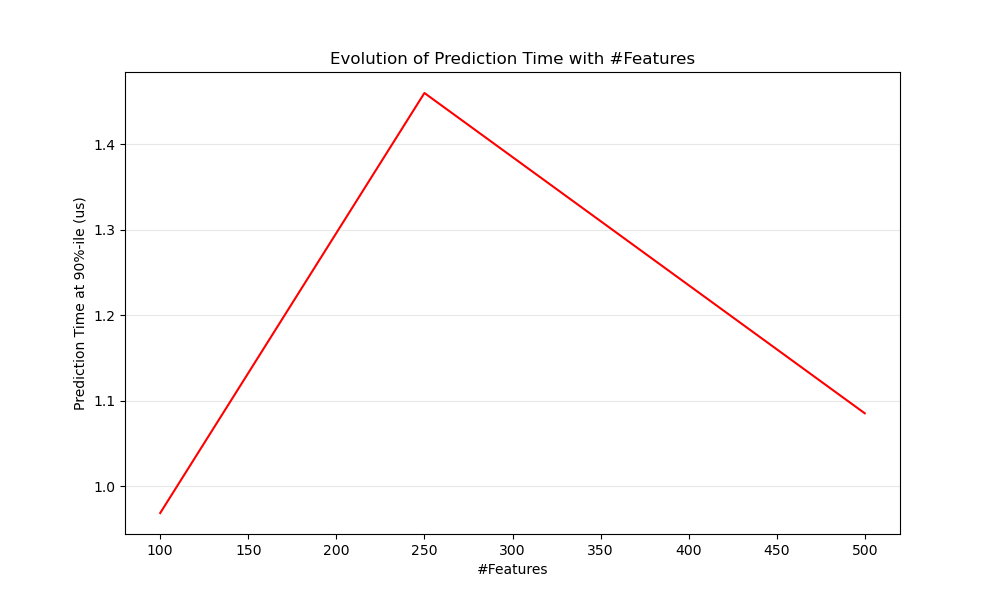 Evolution of Prediction Time with #Features
Prediction Time at 90%-ile (us)
1.4
1.3
1.2
1.1
1.0
100 150 200 250 300 350 400 450 500
#Features